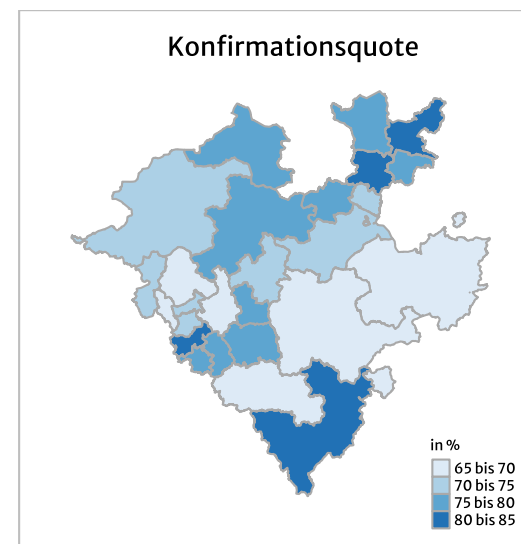 Konfirmationsquote
in %
65 bis 70
70 bis 75
75 bis 80
80 bis 85